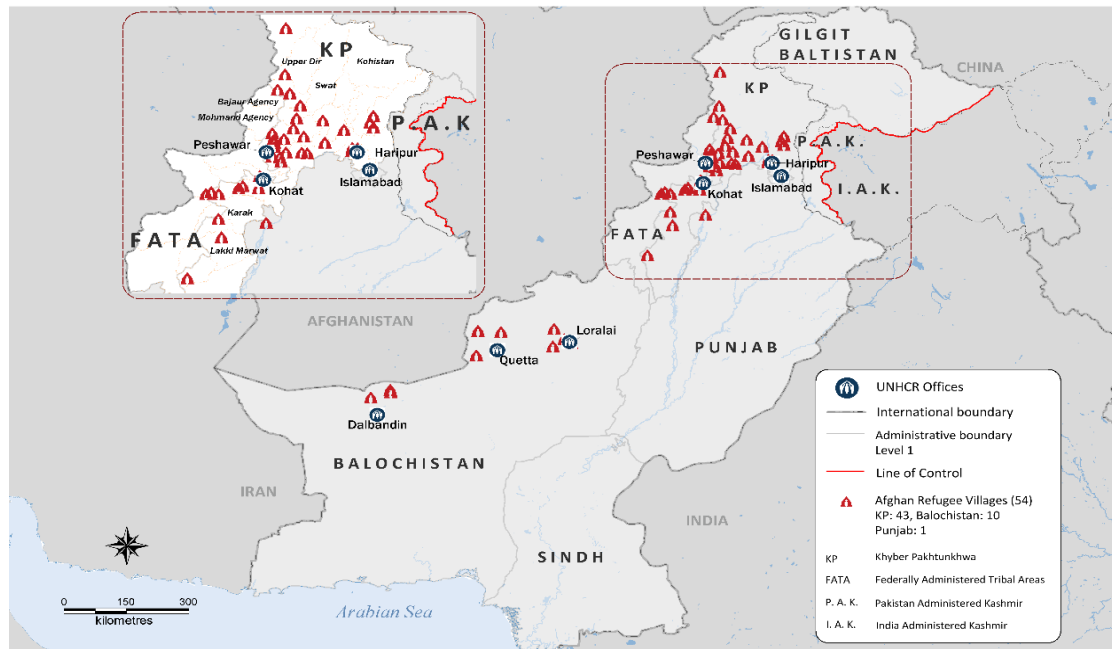 KP
Upper Dir
Kohistan
Swat
Bajaur Agency
Mohmand Agency
P.A.K
Peshawar
Haripur
Islamabad
Kohat
Karak
FATA
Lakki Marwat
GILGIT
BALTISTAN
CHINA
KP
P.A.K.
Peshawar
Haripur
Islamabad
I.A.K.
Kohat
FATA
AFGHANISTAN
Loralai
Quetta
PUNJAB
Dalbandin
BALOCHISTAN
IRAN
INDIA
SINDH
Arabian Sea
0 150 300
kilometres
UNHCR Offices
International boundary
Administrative boundary
Level 1
Line of Control
Afghan Refugee Villages (54)
KP: 43, Balochistan: 10
Punjab: 1
KP Khyber Pakhtunkhwa
FATA Federally Administered Tribal Areas
P. A. K. Pakistan Administered Kashmir
I. A. K. India Administered Kashmir